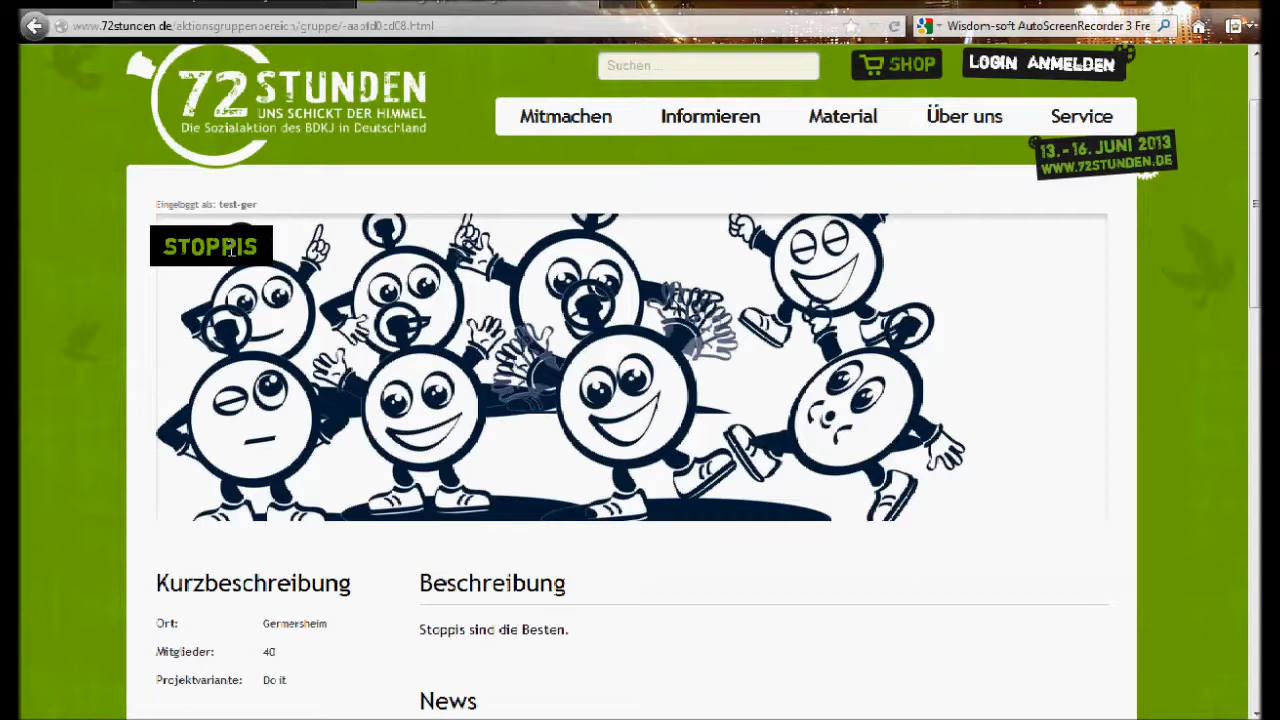 www.72stunden.de/aktionsgruppenbereich/gruppe/
Wisdom-soft AutoScreenRecorder 3 Fre
72 STUNDEN
UNS SCHICKT DER HIMMEL
Die Sozialaktion des BDKJ in Deutschland
Suchen ...
SHOP
LOGIN ANMELDEN
Mitmachen
Informieren
Material
Über uns
Service
13.-16. JUNI 2013
WWW.72STUNDEN.DE
Eingeloggt als: test-ger
STOPPIS
Kurzbeschreibung
Ort: Germersheim
Mitglieder: 40
Projektvariante: Do it
Beschreibung
Stoppis sind die Besten.
News